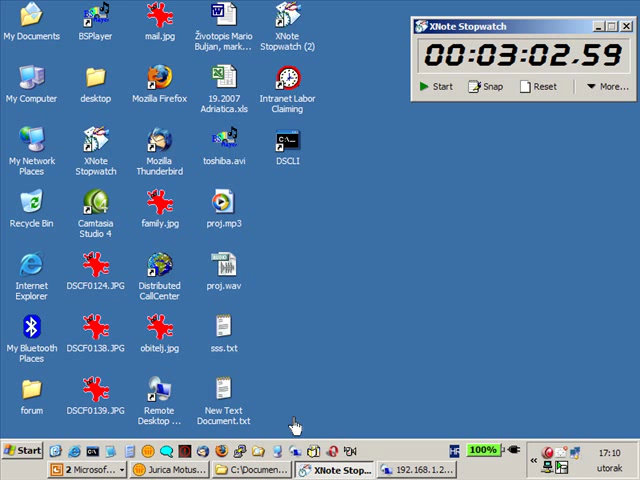 My Documents
BSPlayer
mail.jpg
Životopis Mario
Buljan, mark...
XNote
Stopwatch (2)
XNote Stopwatch
00:03:02.59
Start
Snap
Reset
More...
My Computer
desktop
Mozilla Firefox
19.2007
Adriatica.xls
Intranet Labor
Claiming
My Network
Places
XNote
Stopwatch
Mozilla
Thunderbird
toshiba.avi
DSCLI
Recycle Bin
Camtasia
Studio 4
family.jpg
proj.mp3
Internet
Explorer
DSCF0124.JPG
Distributed
CallCenter
proj.wav
My Bluetooth
Places
DSCF0138.JPG
obitelj.jpg
sss.txt
forum
DSCF0139.JPG
Remote
Desktop ...
New Text
Document.txt
Start
HR
100%
17:10
utorak
2 Microsof...
Jurica Motus...
C:\Documen...
XNote Stop...
192.168.1.2...